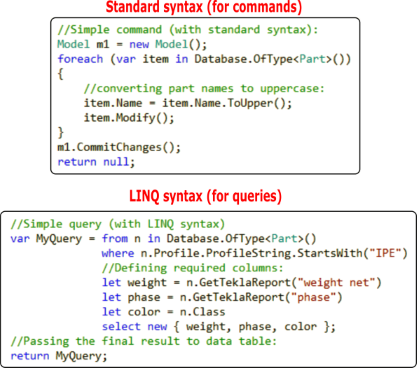 Standard syntax (for commands)
//Simple command (with standard syntax):
Model m1 = new Model();
foreach (var item in Database.OfType<Part>())
{
//converting part names to uppercase:
item.Name = item.Name.ToUpper();
item.Modify();
}
m1.CommitChanges();
return null;
LINQ syntax (for queries)
//Simple query (with LINQ syntax)
var MyQuery = from n in Database.OfType<Part>()
where n.Profile.ProfileString.StartsWith("IPE")
//Defining required columns:
let weight = n.GetTeklaReport("weight net")
let phase = n.GetTeklaReport("phase")
let color = n.Class
select new { weight, phase, color };
//Passing the final result to data table:
return MyQuery;